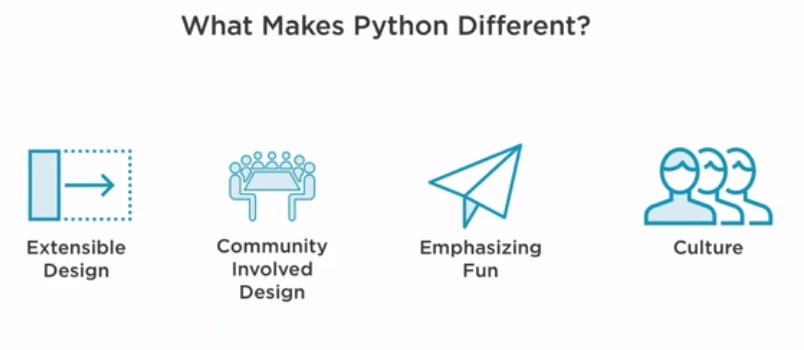 What Makes Python Different?
Extensible
Design
Community
Involved
Design
Emphasizing
Fun
Culture